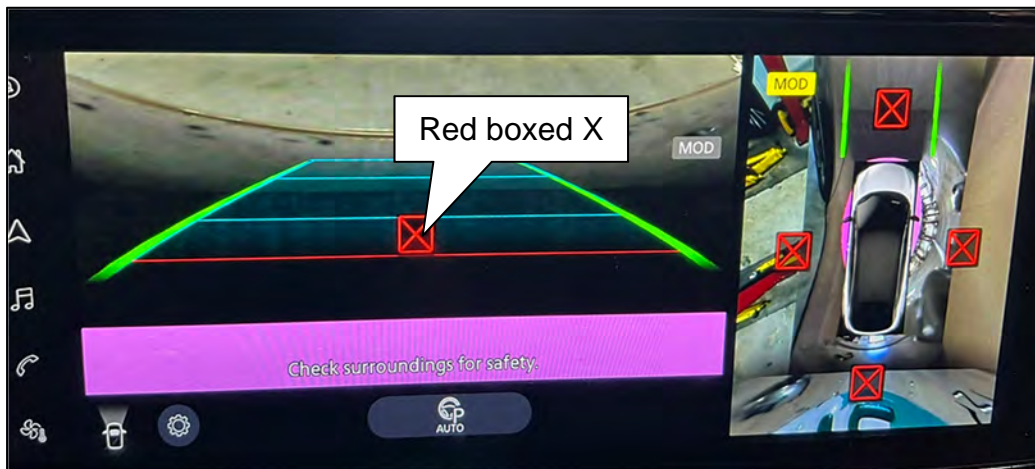 Red boxed X
MOD
MOD
Check surroundings for safety.
P
AUTO